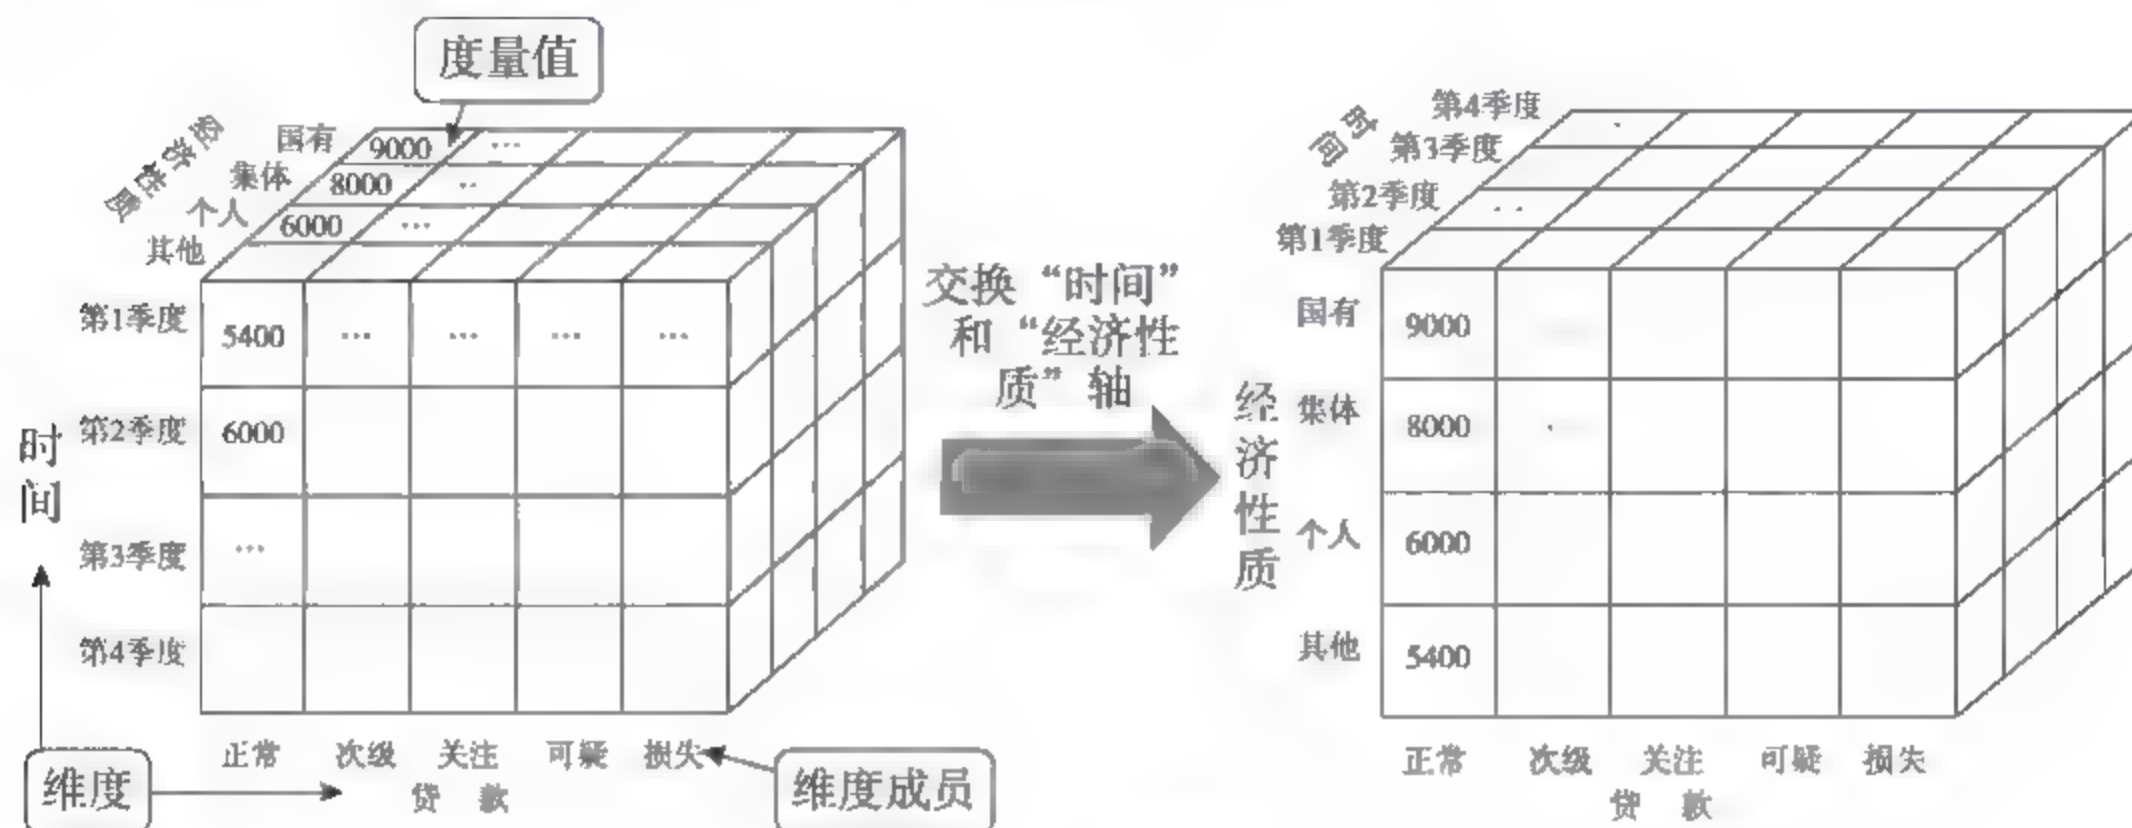 度量值
经济性质
国有
集体
个人
其他
9000 …
8000 ..
6000 …
第1季度
5400 … … … …
第2季度
6000
第3季度
…
第4季度
时间
正常 次级 关注 可疑 损失
贷 款
维度
维度成员
交换“时间”
和“经济性
质”轴
时间
第4季度
第3季度
第2季度
第1季度
经济性质
国有
9000
集体
8000
个人
6000
其他
5400
正常 次级 关注 可疑 损失
贷 款